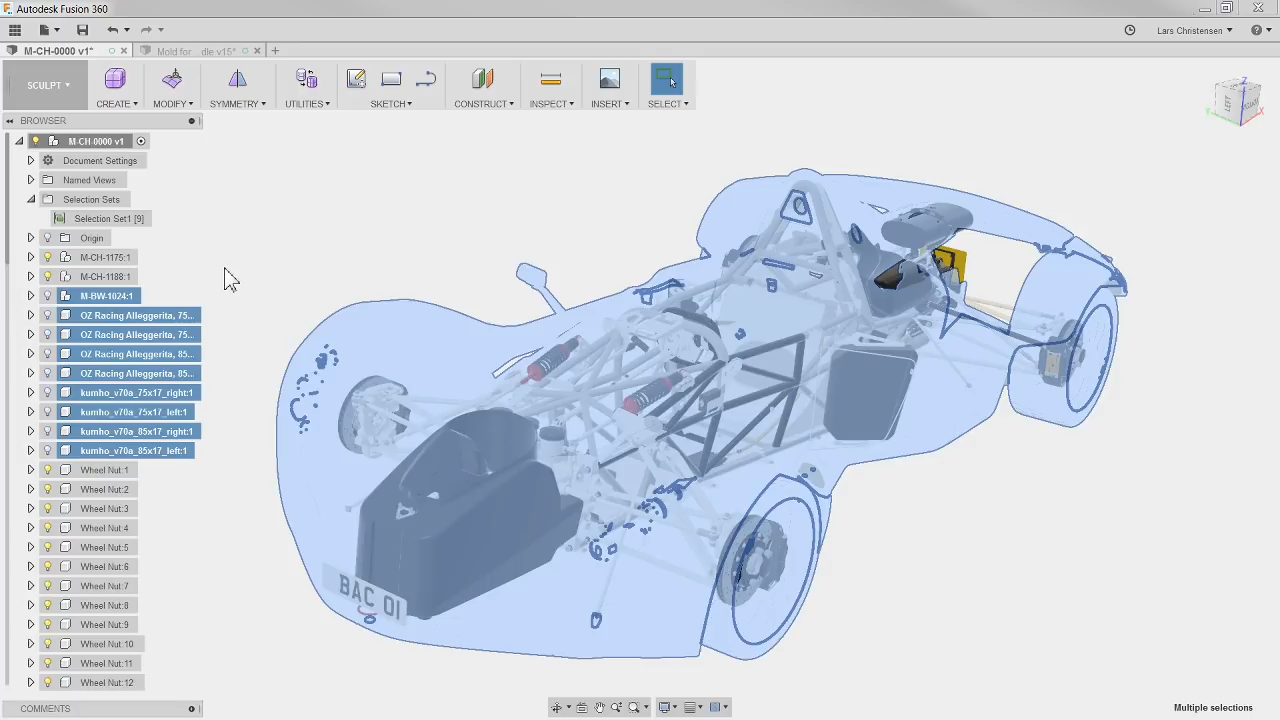 Autodesk Fusion 360
Lars Christensen
M-CH-0000 v1*
Mold for dle v15*
SCULPT
CREATE
MODIFY
SYMMETRY
UTILITIES
SKETCH
CONSTRUCT
INSPECT
INSERT
SELECT
BROWSER
M-CH-0000 v1
Document Settings
Named Views
Selection Sets
Selection Set1 [9]
Origin
M-CH-1175:1
M-CH-1188:1
M-BW-1024:1
OZ Racing Alleggerita, 75...
OZ Racing Alleggerita, 75...
OZ Racing Alleggerita, 85...
OZ Racing Alleggerita, 85...
kumho_v70a_75x17_right:1
kumho_v70a_75x17_left:1
kumho_v70a_85x17_right:1
kumho_v70a_85x17_left:1
Wheel Nut:1
Wheel Nut:2
Wheel Nut:3
Wheel Nut:4
Wheel Nut:5
Wheel Nut:6
Wheel Nut:7
Wheel Nut:8
Wheel Nut:9
Wheel Nut:10
Wheel Nut:11
Wheel Nut:12
Z
X
Y
BAC 01
COMMENTS
Multiple selections